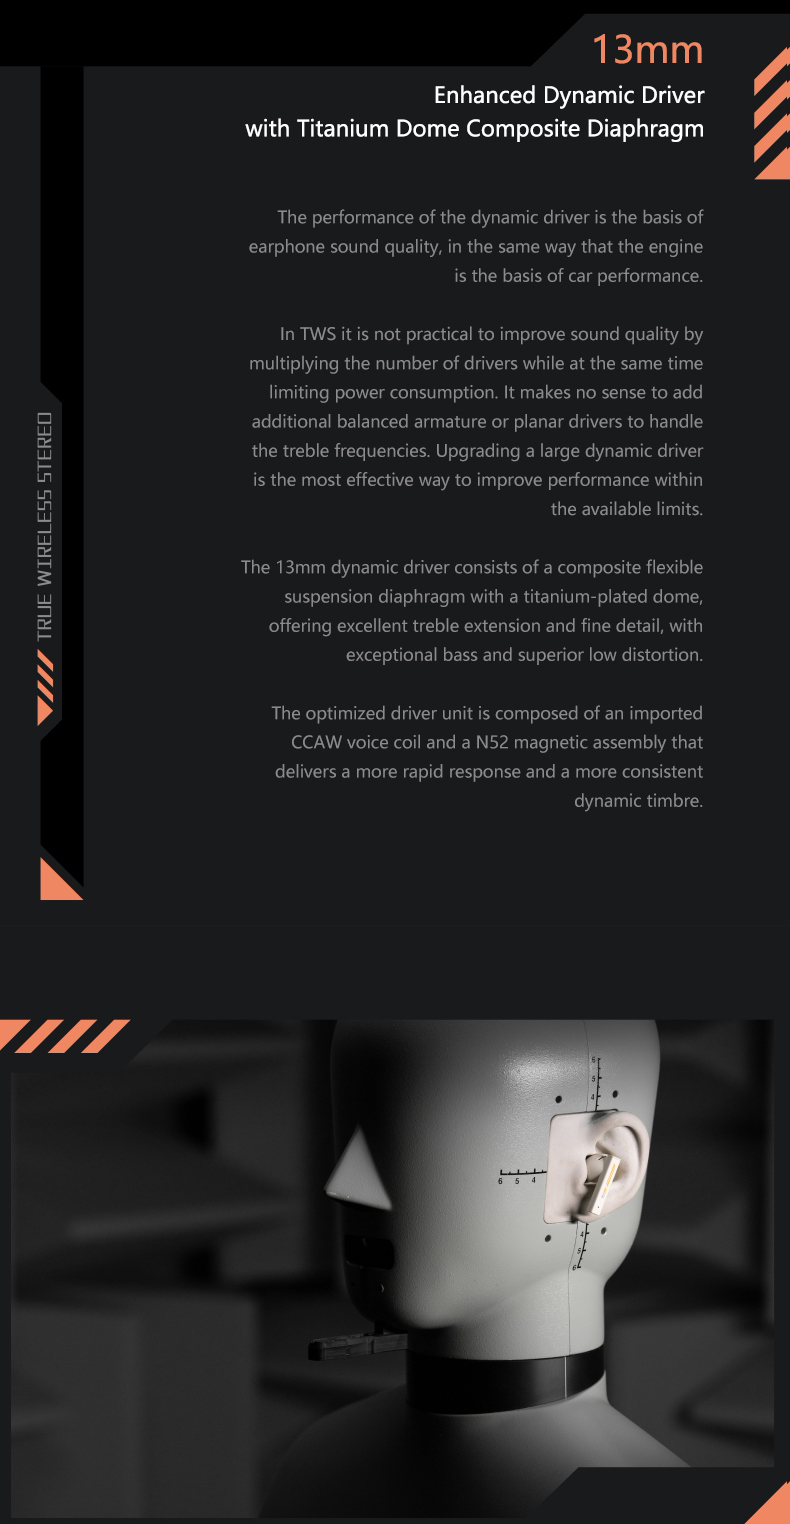 13mm
Enhanced Dynamic Driver
with Titanium Dome Composite Diaphragm
The performance of the dynamic driver is the basis of
earphone sound quality, in the same way that the engine
is the basis of car performance.
In TWS it is not practical to improve sound quality by
multiplying the number of drivers while at the same time
limiting power consumption. It makes no sense to add
additional balanced armature or planar drivers to handle
the treble frequencies. Upgrading a large dynamic driver
is the most effective way to improve performance within
the available limits.
The 13mm dynamic driver consists of a composite flexible
suspension diaphragm with a titanium-plated dome,
offering excellent treble extension and fine detail, with
exceptional bass and superior low distortion.
The optimized driver unit is composed of an imported
CCAW voice coil and a N52 magnetic assembly that
delivers a more rapid response and a more consistent
dynamic timbre.
TRUE WIRELESS STEREO
6
5
4
6 5 4
4
5
6